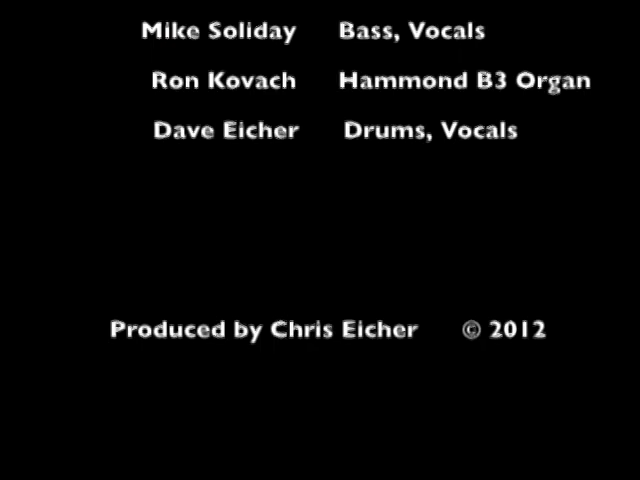 Mike Soliday Bass, Vocals
Ron Kovach Hammond B3 Organ
Dave Eicher Drums, Vocals
Produced by Chris Eicher © 2012